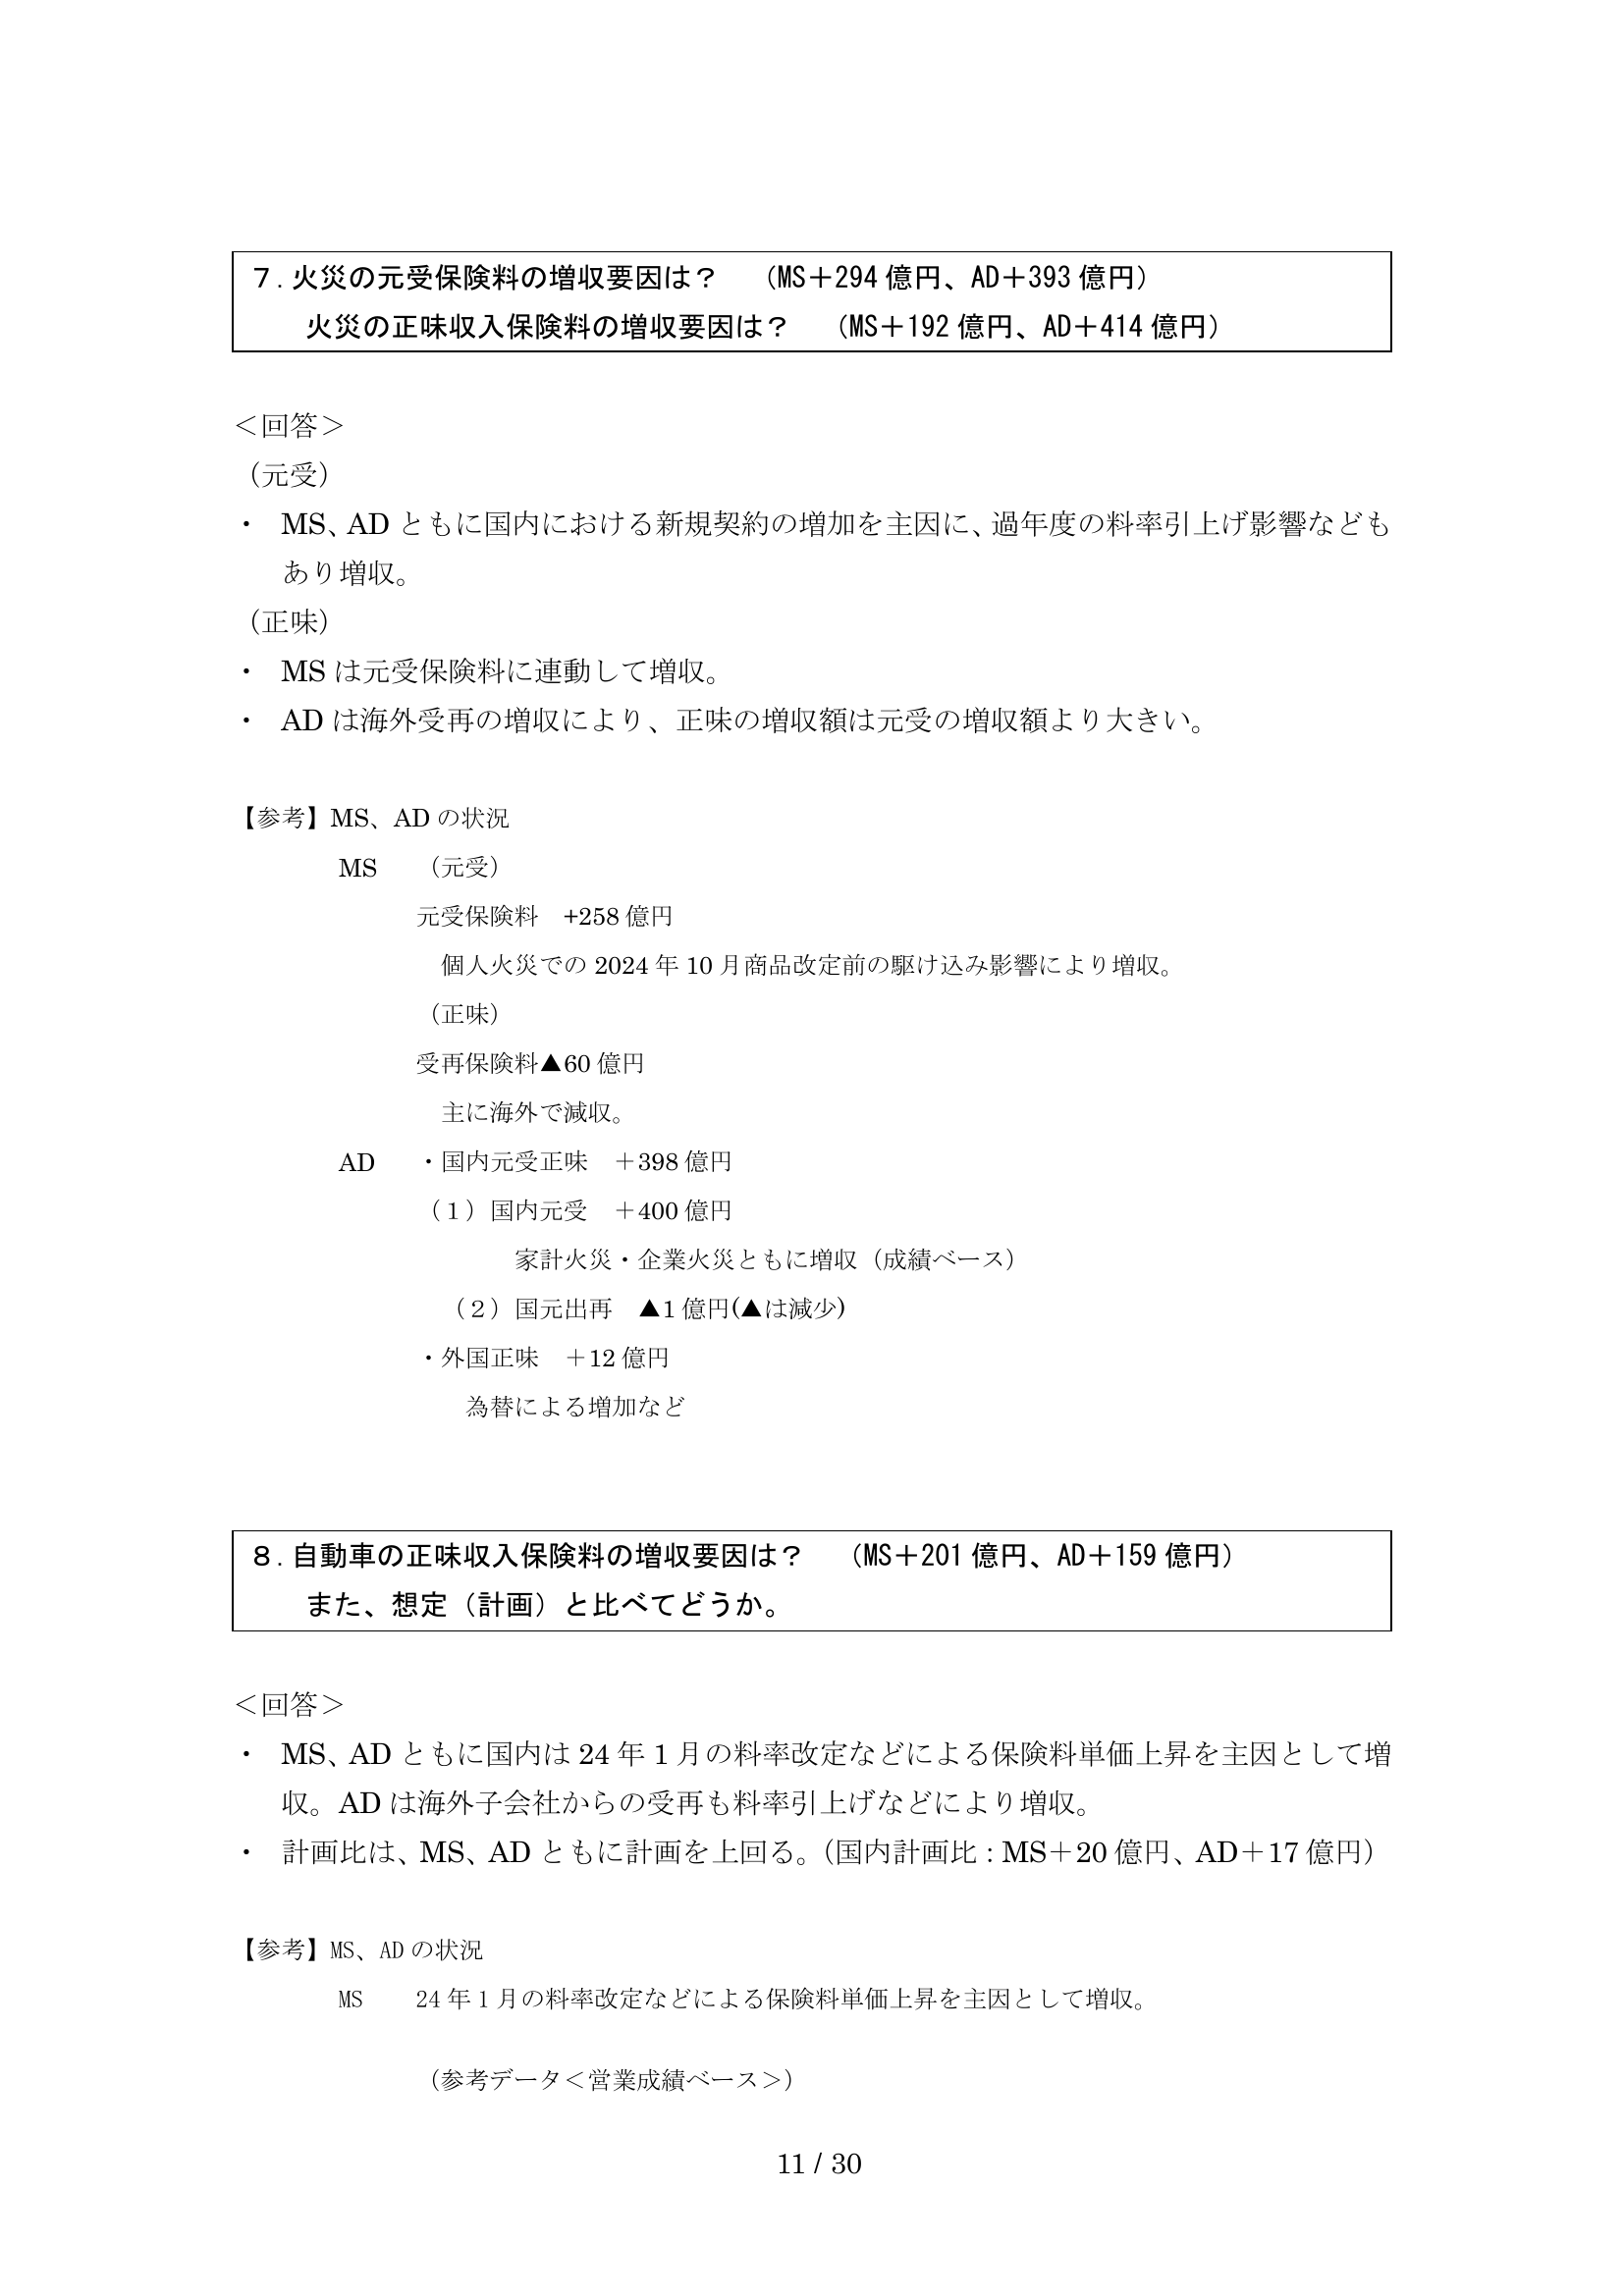 ７．火災の元受保険料の増収要因は？　（MS＋294 億円、AD＋393 億円）
火災の正味収入保険料の増収要因は？　（MS＋192 億円、AD＋414 億円）
＜回答＞
（元受）
・ MS、AD ともに国内における新規契約の増加を主因に、過年度の料率引上げ影響なども
あり増収。
（正味）
・ MS は元受保険料に連動して増収。
・ AD は海外受再の増収により、正味の増収額は元受の増収額より大きい。
【参考】MS、AD の状況
MS （元受）
元受保険料　+258 億円
個人火災での 2024 年 10 月商品改定前の駆け込み影響により増収。
（正味）
受再保険料▲60 億円
主に海外で減収。
AD ・国内元受正味　＋398 億円
（１）国内元受　＋400 億円
家計火災・企業火災ともに増収（成績ベース）
（２）国元出再　▲1 億円(▲は減少)
・外国正味　＋12 億円
為替による増加など
８．自動車の正味収入保険料の増収要因は？　（MS＋201 億円、AD＋159 億円）
また、想定（計画）と比べてどうか。
＜回答＞
・ MS、AD ともに国内は 24 年 1 月の料率改定などによる保険料単価上昇を主因として増
収。AD は海外子会社からの受再も料率引上げなどにより増収。
・ 計画比は、MS、AD ともに計画を上回る。（国内計画比：MS＋20 億円、AD＋17 億円）
【参考】MS、AD の状況
MS 24 年 1 月の料率改定などによる保険料単価上昇を主因として増収。
（参考データ＜営業成績ベース＞）
11 / 30